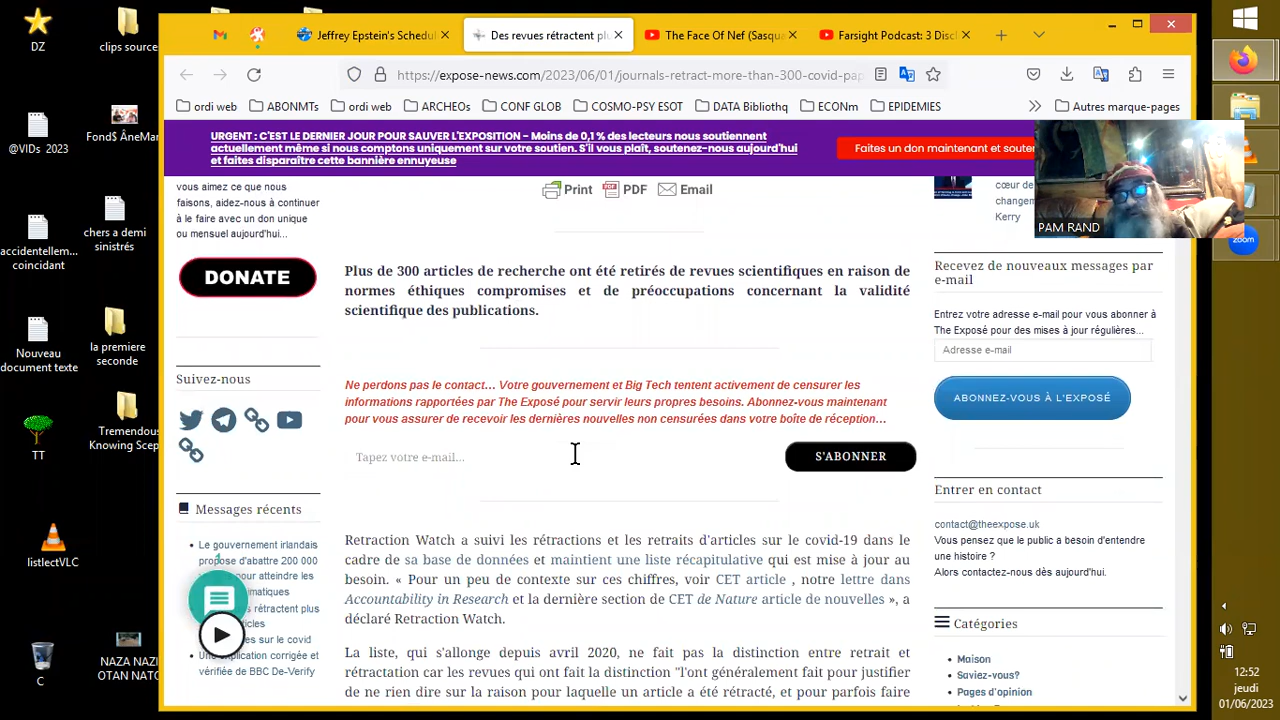 DZ
clips source
@VIDs 2023
Fond$ ÂneMar
accidentellem...
coincidant
chers a demi
sinistrés
Nouveau
document texte
la premiere
seconde
TT
Tremendous
Knowing Scep
listlectVLC
C
NAZA NAZI
OTAN NATO
Jeffrey Epstein's Schedul
Des revues rétractent plu
The Face Of Nef (Sasqua
Farsight Podcast: 3 Discl
https://expose-news.com/2023/06/01/journals-retract-more-than-300-covid-pap
ordi web
ABONMTs
ordi web
ARCHEOs
CONF GLOB
COSMO-PSY ESOT
DATA Bibliothq
ECONm
EPIDEMIES
Autres marque-pages
URGENT : C'EST LE DERNIER JOUR POUR SAUVER L'EXPOSITION – Moins de 0,1 % des lecteurs nous soutiennent
actuellement même si nous comptons uniquement sur votre soutien. S'il vous plaît, soutenez-nous aujourd'hui
et faites disparaître cette bannière ennuyeuse
Faites un don maintenant et souten
PAM RAND
vous aimez ce que nous
faisons, aidez-nous à continuer
à le faire avec un don unique
ou mensuel aujourd'hui...
DONATE
Suivez-nous
Messages récents
Le gouvernement irlandais
propose d'abattre 200 000
pour atteindre les
matiques
rétractent plus
icles
s sur le covid
Une explication corrigée et
vérifiée de BBC De-Verify
1
Print
PDF
Email
Plus de 300 articles de recherche ont été retirés de revues scientifiques en raison de
normes éthiques compromises et de préoccupations concernant la validité
scientifique des publications.
Ne perdons pas le contact… Votre gouvernement et Big Tech tentent activement de censurer les
informations rapportées par The Exposé pour servir leurs propres besoins. Abonnez-vous maintenant
pour vous assurer de recevoir les dernières nouvelles non censurées dans votre boîte de réception…
Tapez votre e-mail...
S'ABONNER
Retraction Watch a suivi les rétractions et les retraits d'articles sur le covid-19 dans le
cadre de sa base de données et maintient une liste récapitulative qui est mise à jour au
besoin. « Pour un peu de contexte sur ces chiffres, voir CET article , notre lettre dans
Accountability in Research et la dernière section de CET de Nature article de nouvelles », a
déclaré Retraction Watch.
La liste, qui s'allonge depuis avril 2020, ne fait pas la distinction entre retrait et
rétractation car les revues qui ont fait la distinction "l'ont généralement fait pour justifier
de ne rien dire sur la raison pour laquelle un article a été rétracté, et pour parfois faire
cœur de
changem
Kerry
Recevez de nouveaux messages par
e-mail
Entrez votre adresse e-mail pour vous abonner à
The Exposé pour des mises à jour régulières...
Adresse e-mail
ABONNEZ-VOUS À L'EXPOSÉ
Entrer en contact
contact@theexpose.uk
Vous pensez que le public a besoin d'entendre
une histoire ?
Alors contactez-nous dès aujourd'hui.
Catégories
Maison
Saviez-vous?
Pages d'opinion
zoom
12:52
jeudi
01/06/2023